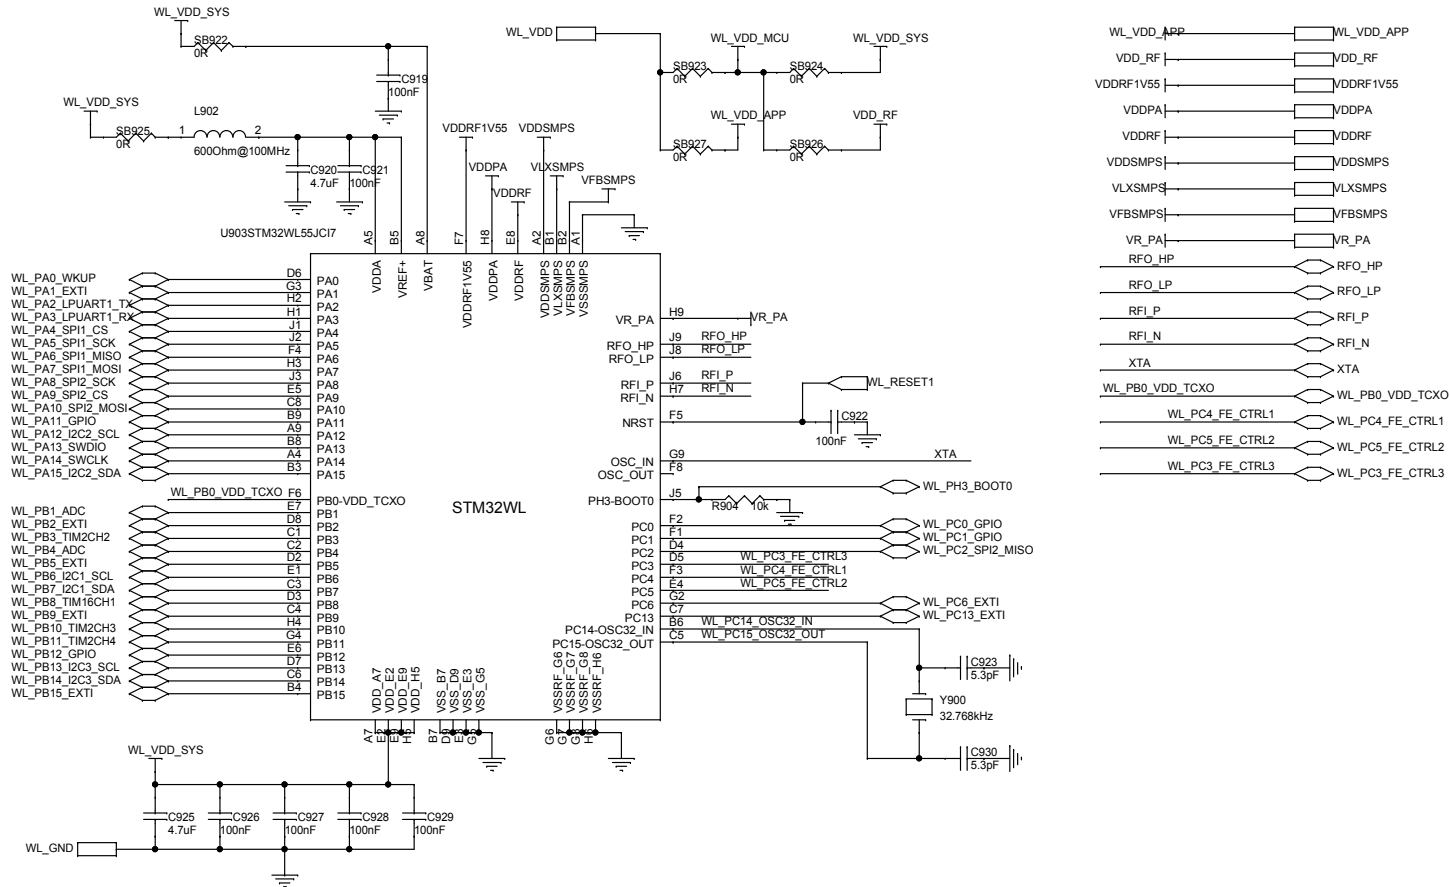 WL_VDD_SYS
SB922
0R
C919
100nF
WL_VDD_SYS
SB925
0R
L902
1 2
600Ohm@100MHz
C920
4.7uF
C921
100nF
WL_VDD
WL_VDD_MCU
WL_VDD_SYS
SB923
0R
SB924
0R
WL_VDD_APP
VDD_RF
SB927
0R
SB926
0R
VDDRF1V55
VDDSMPS
VDDPA
VLXSMPS
VDDRF
VFBSMPS
U903STM32WL55JCI7
A5 B5 A8 F7 H8 E8 A2 B1 B2 A1
VDDA VREF+ VBAT VDDRF1V55 VDDPA VDDRF VDDSMPS VLXSMPS VFBSMPS VSSSMPS
WL_PA0_WKUP D6 PA0
WL_PA1_EXTI G3 PA1
WL_PA2_LPUART1_TX H2 PA2
WL_PA3_LPUART1_RX H1 PA3
WL_PA4_SPI1_CS J1 PA4
WL_PA5_SPI1_SCK J2 PA5
WL_PA6_SPI1_MISO F4 PA6
WL_PA7_SPI1_MOSI H3 PA7
WL_PA8_SPI2_SCK J3 PA8
WL_PA9_SPI2_CS E5 PA9
WL_PA10_SPI2_MOSI C8 PA10
WL_PA11_GPIO B9 PA11
WL_PA12_I2C2_SCL A9 PA12
WL_PA13_SWDIO B8 PA13
WL_PA14_SWCLK A4 PA14
WL_PA15_I2C2_SDA B3 PA15
WL_PB0_VDD_TCXO F6 PB0-VDD_TCXO
WL_PB1_ADC E7 PB1
WL_PB2_EXTI D8 PB2
WL_PB3_TIM2CH2 C1 PB3
WL_PB4_ADC C2 PB4
WL_PB5_EXTI D2 PB5
WL_PB6_I2C1_SCL E1 PB6
WL_PB7_I2C1_SDA C3 PB7
WL_PB8_TIM16CH1 D3 PB8
WL_PB9_EXTI C4 PB9
WL_PB10_TIM2CH3 H4 PB10
WL_PB11_TIM2CH4 G4 PB11
WL_PB12_GPIO E6 PB12
WL_PB13_I2C3_SCL D7 PB13
WL_PB14_I2C3_SDA C6 PB14
WL_PB15_EXTI B4 PB15
STM32WL
VR_PA H9 VR_PA
RFO_HP J9 RFO_HP
RFO_LP J8 RFO_LP
RFI_P J6 RFI_P
RFI_N H7 RFI_N
WL_RESET1
NRST F5
C922
100nF
OSC_IN G9 XTA
OSC_OUT F8
PH3-BOOT0 J5 WL_PH3_BOOT0
R904 10k
PC0 F2 WL_PC0_GPIO
PC1 F1 WL_PC1_GPIO
PC2 D4 WL_PC2_SPI2_MISO
PC3 D5 WL_PC3_FE_CTRL3
PC4 F3 WL_PC4_FE_CTRL1
PC5 E4 WL_PC5_FE_CTRL2
PC6 G2 WL_PC6_EXTI
PC13 C7 WL_PC13_EXTI
PC14-OSC32_IN B6 WL_PC14_OSC32_IN
PC15-OSC32_OUT C5 WL_PC15_OSC32_OUT
C923
5.3pF
Y900
32.768kHz
C930
5.3pF
VDD_A7 VDD_E2 VDD_E9 VDD_H5 VSS_B7 VSS_D9 VSS_E3 VSS_G5 VSSRF_G6 VSSRF_G7 VSSRF_G8 VSSRF_H6
A7 E2 E9 H5 B7 D9 E3 G5 G6 G7 G8 H6
WL_VDD_SYS
C925
4.7uF
C926
100nF
C927
100nF
C928
100nF
C929
100nF
WL_GND
WL_VDD_APP WL_VDD_APP
VDD_RF VDD_RF
VDDRF1V55 VDDRF1V55
VDDPA VDDPA
VDDRF VDDRF
VDDSMPS VDDSMPS
VLXSMPS VLXSMPS
VFBSMPS VFBSMPS
VR_PA VR_PA
RFO_HP RFO_HP
RFO_LP RFO_LP
RFI_P RFI_P
RFI_N RFI_N
XTA XTA
WL_PB0_VDD_TCXO WL_PB0_VDD_TCXO
WL_PC4_FE_CTRL1 WL_PC4_FE_CTRL1
WL_PC5_FE_CTRL2 WL_PC5_FE_CTRL2
WL_PC3_FE_CTRL3 WL_PC3_FE_CTRL3